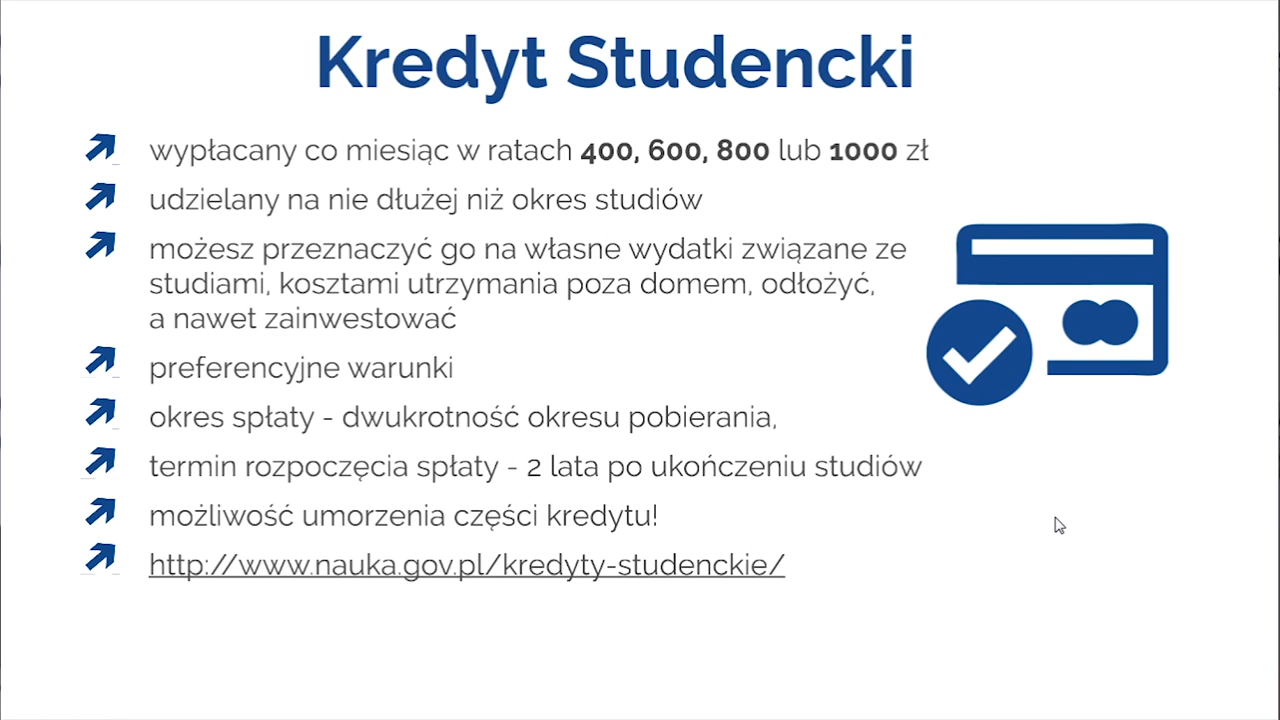 Kredyt Studencki
wypłacany co miesiąc w ratach 400, 600, 800 lub 1000 zł
udzielany na nie dłużej niż okres studiów
możesz przeznaczyć go na własne wydatki związane ze
studiami, kosztami utrzymania poza domem, odłożyć,
a nawet zainwestować
preferencyjne warunki
okres spłaty - dwukrotność okresu pobierania,
termin rozpoczęcia spłaty - 2 lata po ukończeniu studiów
możliwość umorzenia części kredytu!
http://www.nauka.gov.pl/kredyty-studenckie/